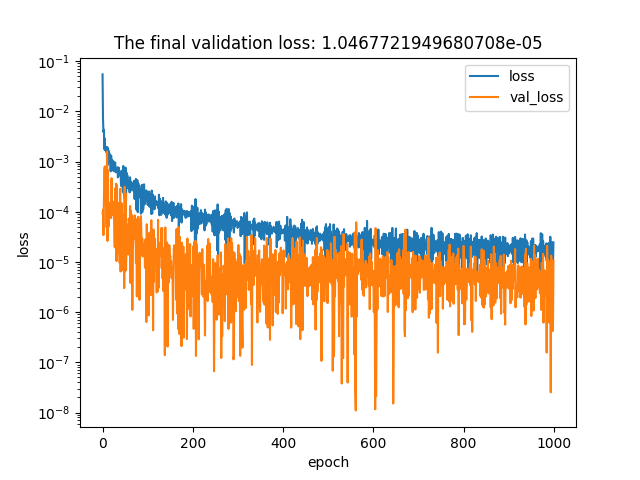 The final validation loss: 1.0467721949680708e-05
loss
val_loss
10⁻¹
10⁻²
10⁻³
10⁻⁴
10⁻⁵
10⁻⁶
10⁻⁷
10⁻⁸
loss
0 200 400 600 800 1000
epoch